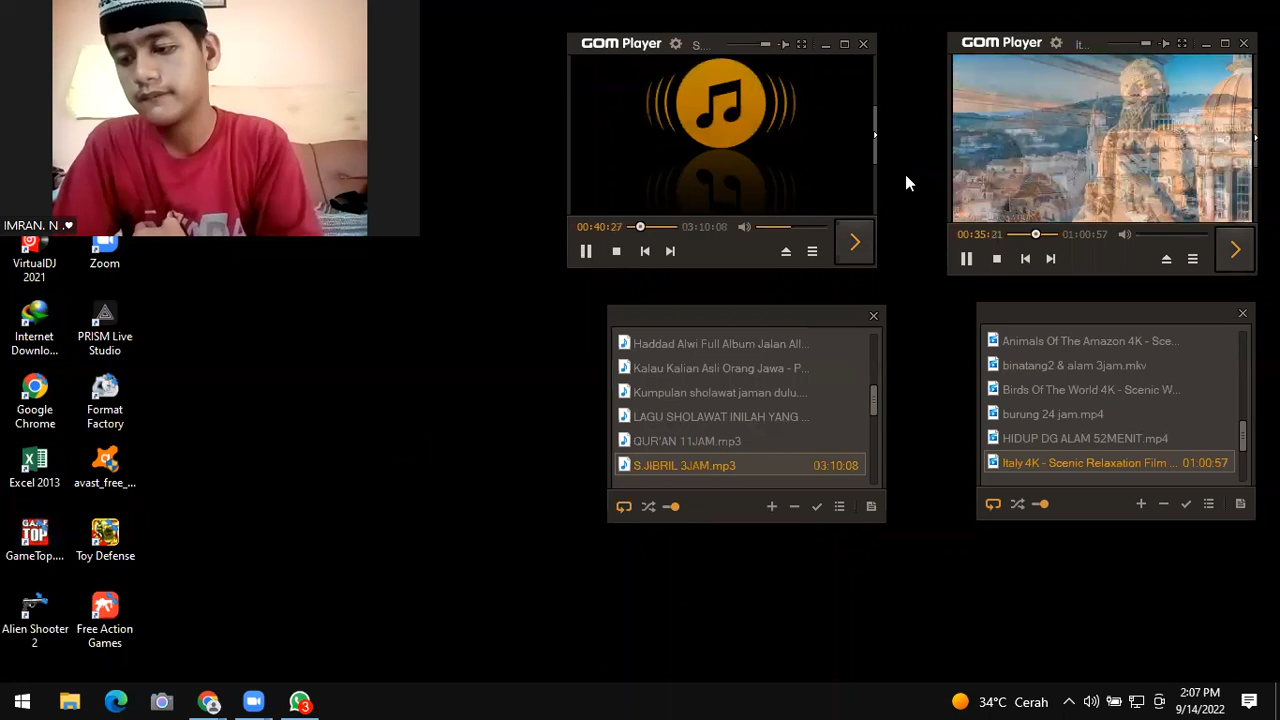 IMRAN. N .♥
VirtualDJ
2021
Zoom
Internet
Downlo...
PRISM Live
Studio
Google
Chrome
Format
Factory
Excel 2013
avast_free_...
GameTop....
Toy Defense
Alien Shooter
2
Free Action
Games
GOM Player
S....
00:40:27
03:10:08
GOM Player
It...
00:35:21
01:00:57
Haddad Alwi Full Album Jalan All...
Kalau Kalian Asli Orang Jawa - P...
Kumpulan sholawat jaman dulu....
LAGU SHOLAWAT INILAH YANG ...
QUR'AN 11JAM.mp3
S.JIBRIL 3JAM.mp3 03:10:08
Animals Of The Amazon 4K - Sce...
binatang2 & alam 3jam.mkv
Birds Of The World 4K - Scenic W...
burung 24 jam.mp4
HIDUP DG ALAM 52MENIT.mp4
Italy 4K - Scenic Relaxation Film ... 01:00:57
3
34°C Cerah
2:07 PM
9/14/2022